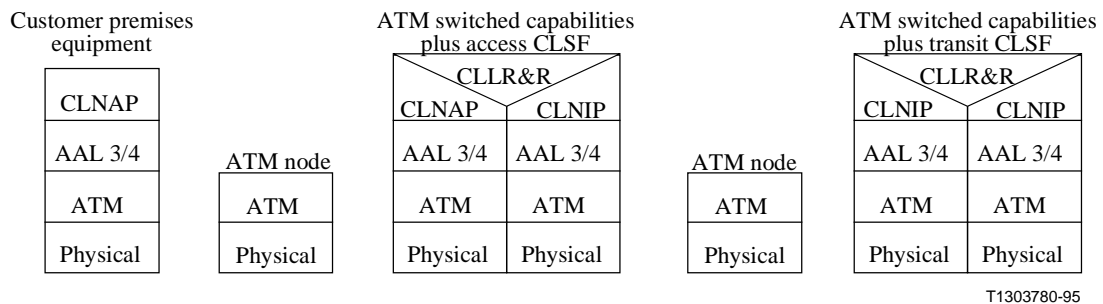 Customer premises
equipment
CLNAP
AAL 3/4
ATM
Physical
ATM node
ATM
Physical
ATM switched capabilities
plus access CLSF
CLLR&R
CLNAP CLNIP
AAL 3/4 AAL 3/4
ATM ATM
Physical Physical
ATM node
ATM
Physical
ATM switched capabilities
plus transit CLSF
CLLR&R
CLNIP CLNIP
AAL 3/4 AAL 3/4
ATM ATM
Physical Physical
T1303780-95